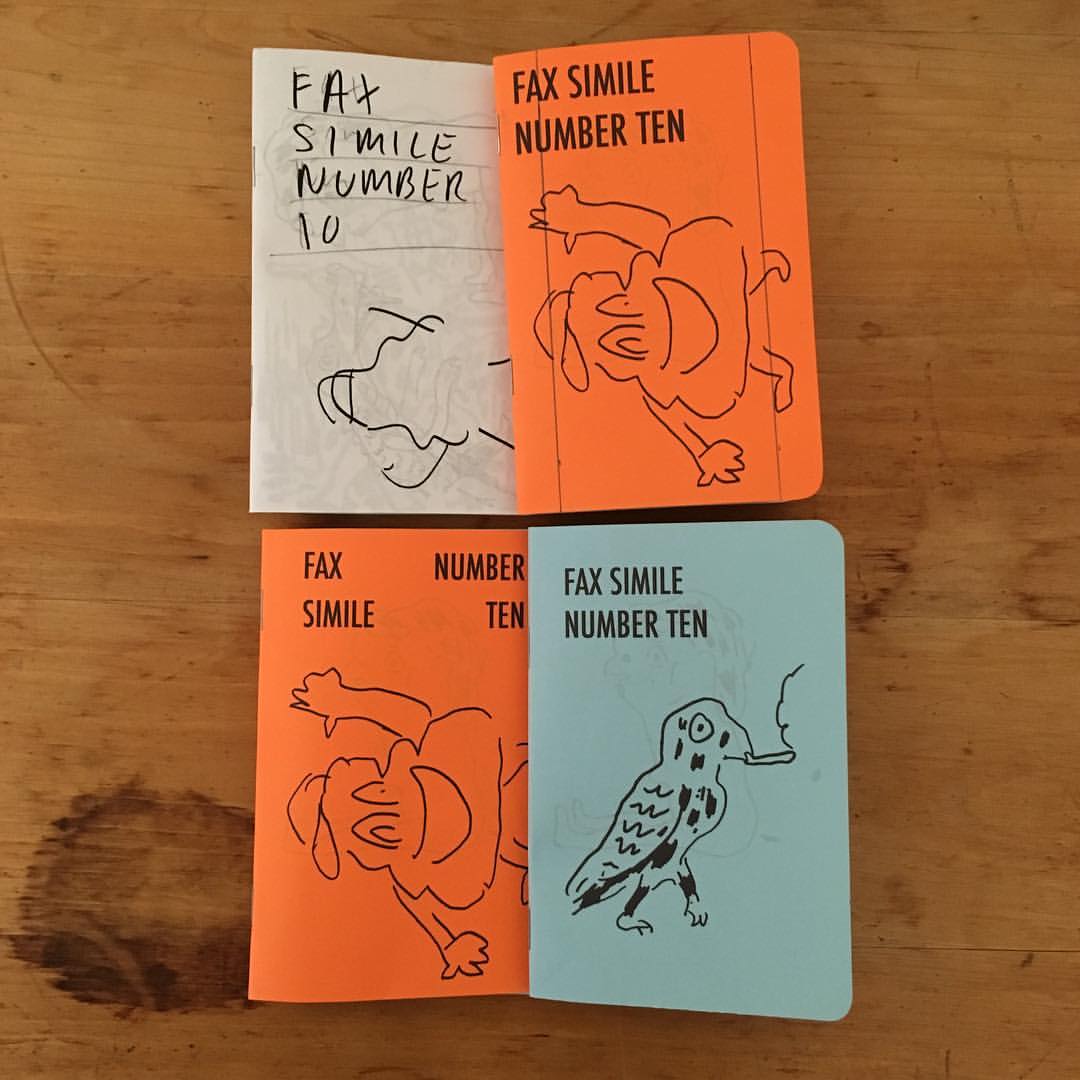 FAX
SIMILE
NUMBER
10
FAX SIMILE
NUMBER TEN
FAX NUMBER
SIMILE TEN
FAX SIMILE
NUMBER TEN